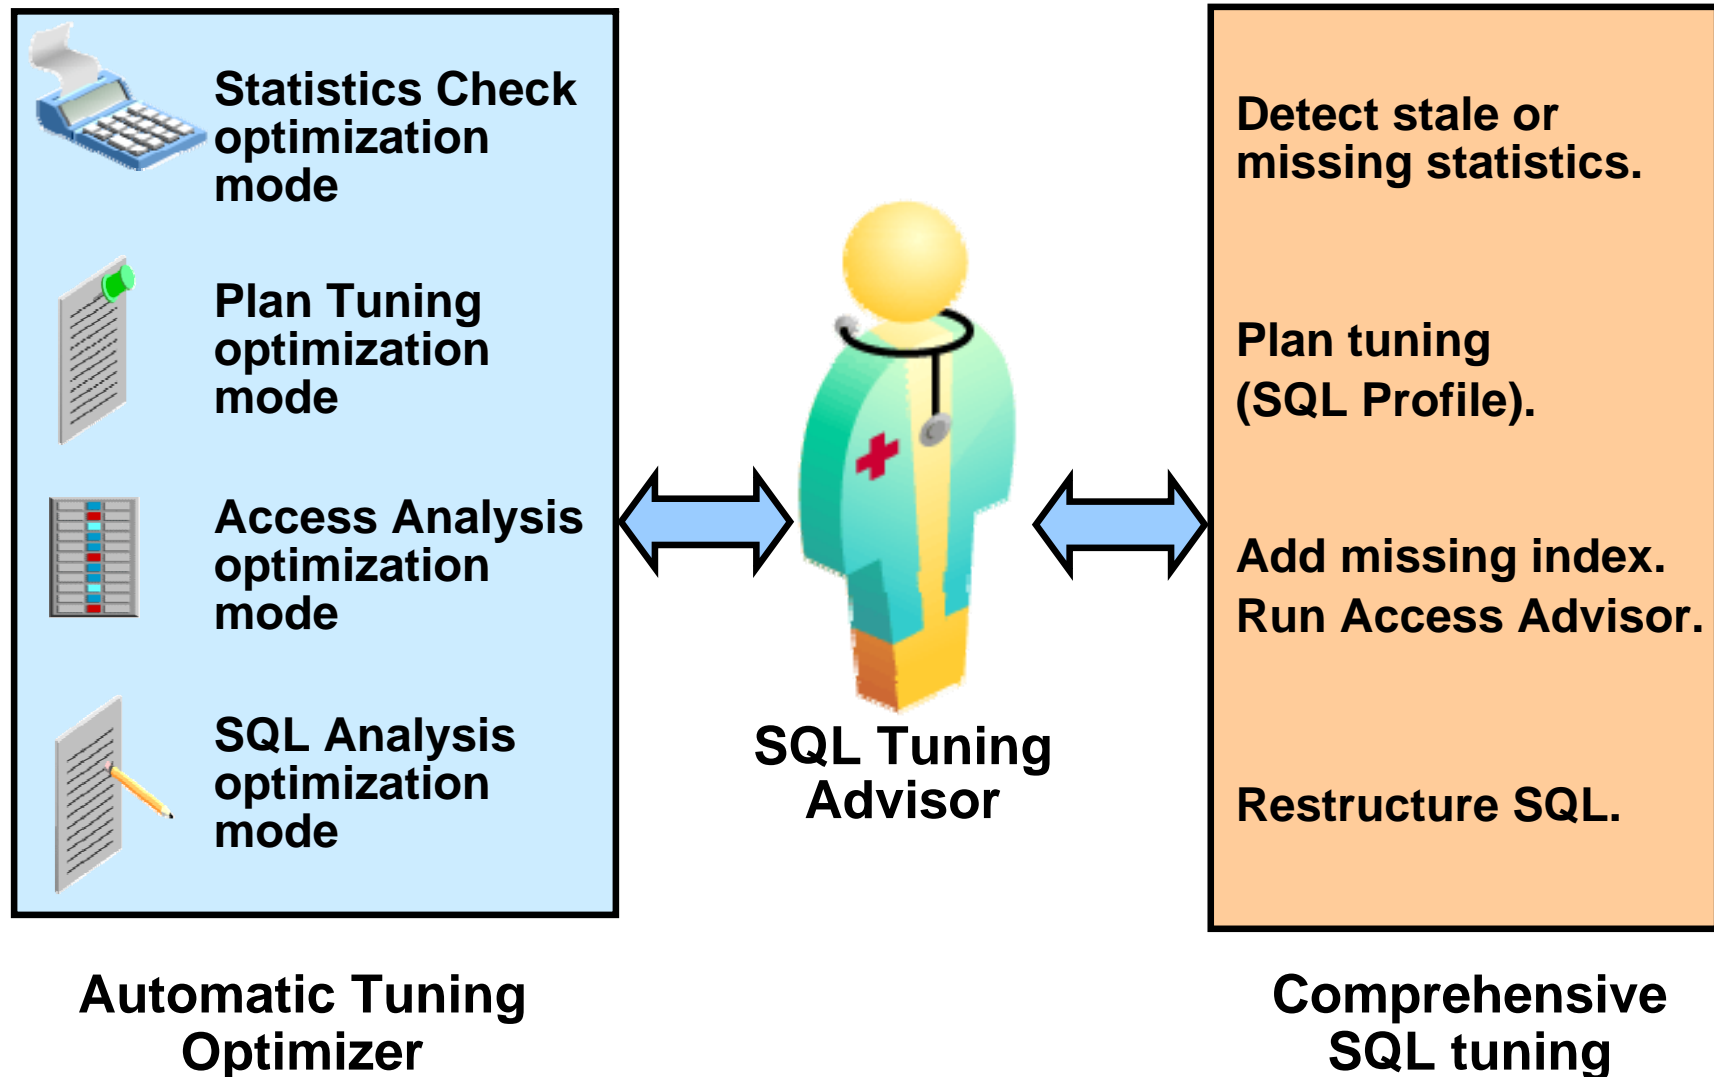 Statistics Check
optimization
mode
Plan Tuning
optimization
mode
Access Analysis
optimization
mode
SQL Analysis
optimization
mode
Automatic Tuning
Optimizer
SQL Tuning
Advisor
Detect stale or
missing statistics.
Plan tuning
(SQL Profile).
Add missing index.
Run Access Advisor.
Restructure SQL.
Comprehensive
SQL tuning